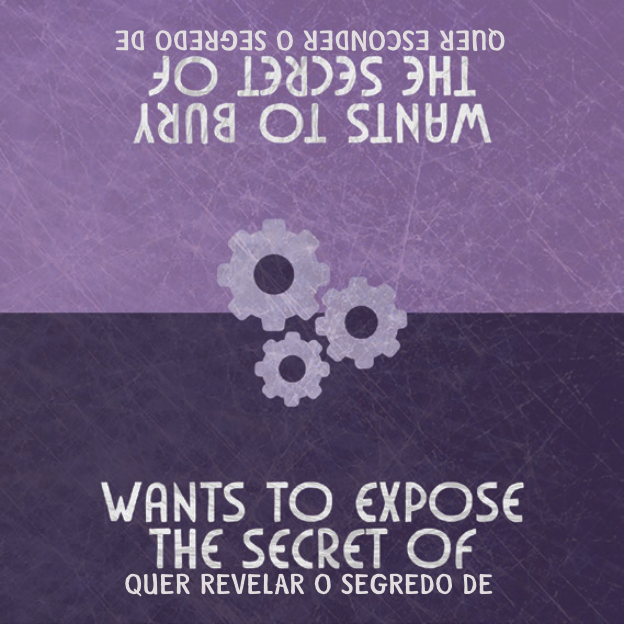 WANTS TO BURY
THE SECRET OF
QUER ESCONDER O SEGREDO DE
WANTS TO EXPOSE
THE SECRET OF
QUER REVELAR O SEGREDO DE